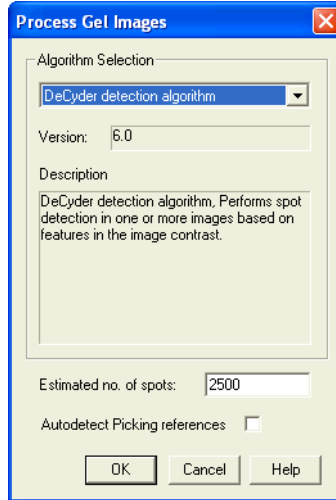 Process Gel Images
Algorithm Selection
DeCyder detection algorithm
Version: 6.0
Description
DeCyder detection algorithm, Performs spot
detection in one or more images based on
features in the image contrast.
Estimated no. of spots: 2500
Autodetect Picking references
OK Cancel Help